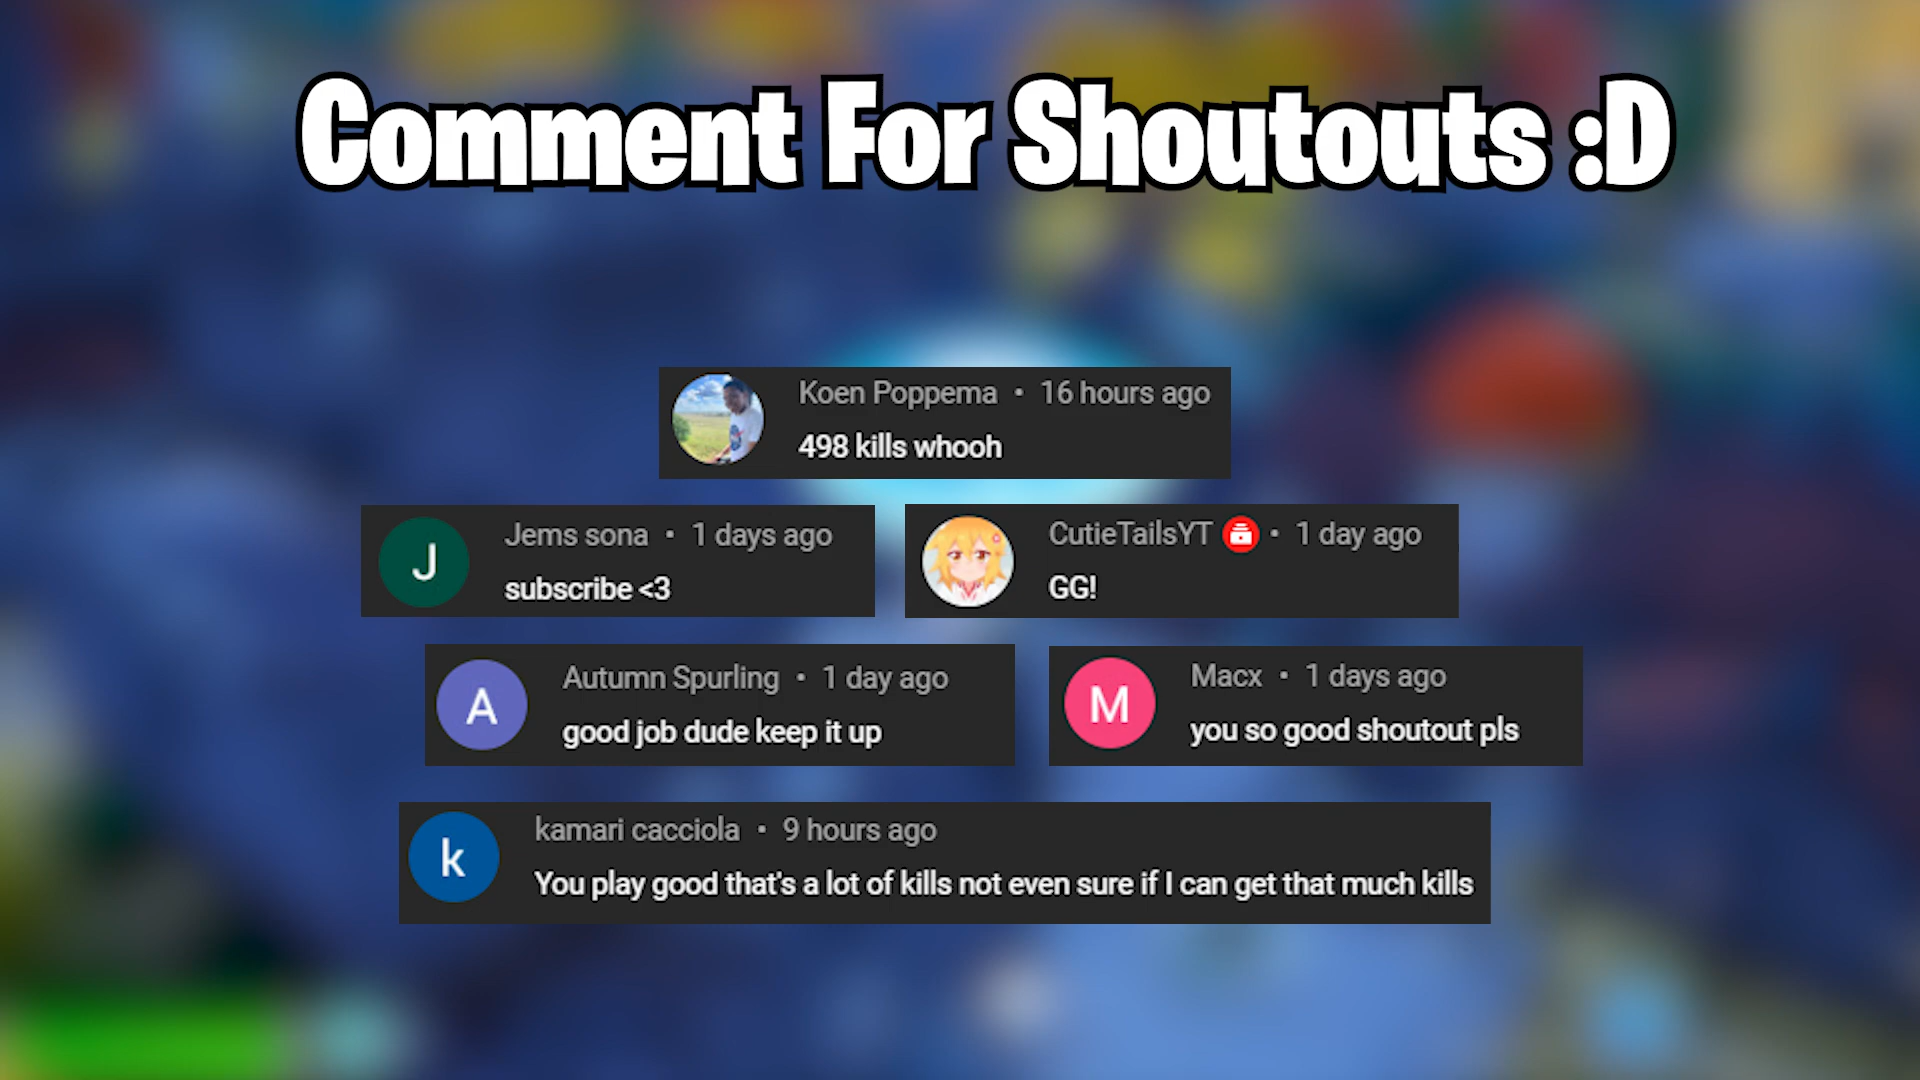 Comment For Shoutouts :D
Koen Poppema • 16 hours ago
498 kills whooh
J
Jems sona • 1 days ago
subscribe <3
CutieTailsYT • 1 day ago
GG!
A
Autumn Spurling • 1 day ago
good job dude keep it up
M
Macx • 1 days ago
you so good shoutout pls
k
kamari cacciola • 9 hours ago
You play good that's a lot of kills not even sure if I can get that much kills